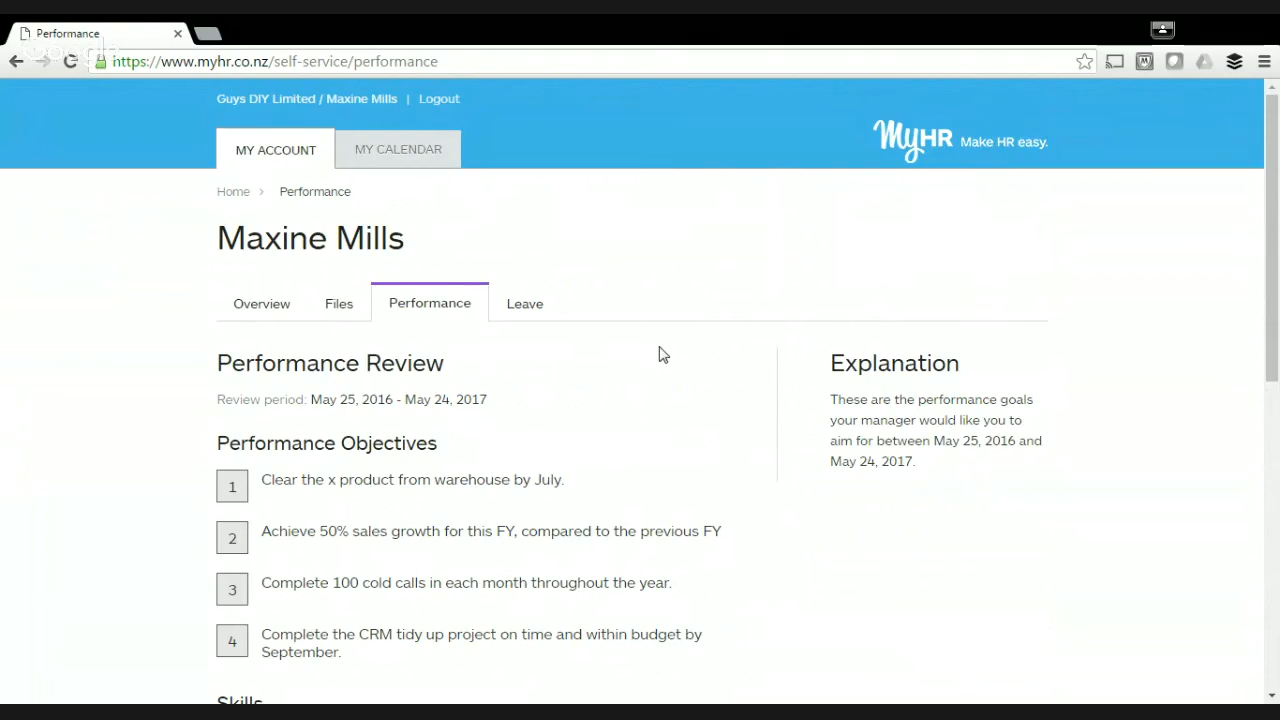 Performance
https://www.myhr.co.nz/self-service/performance
Guys DIY Limited / Maxine Mills | Logout
MY ACCOUNT
MY CALENDAR
MyHR Make HR easy.
Home > Performance
Maxine Mills
Overview
Files
Performance
Leave
Performance Review
Review period: May 25, 2016 - May 24, 2017
Performance Objectives
1 Clear the x product from warehouse by July.
2 Achieve 50% sales growth for this FY, compared to the previous FY
3 Complete 100 cold calls in each month throughout the year.
4 Complete the CRM tidy up project on time and within budget by
September.
Skills
Explanation
These are the performance goals
your manager would like you to
aim for between May 25, 2016 and
May 24, 2017.